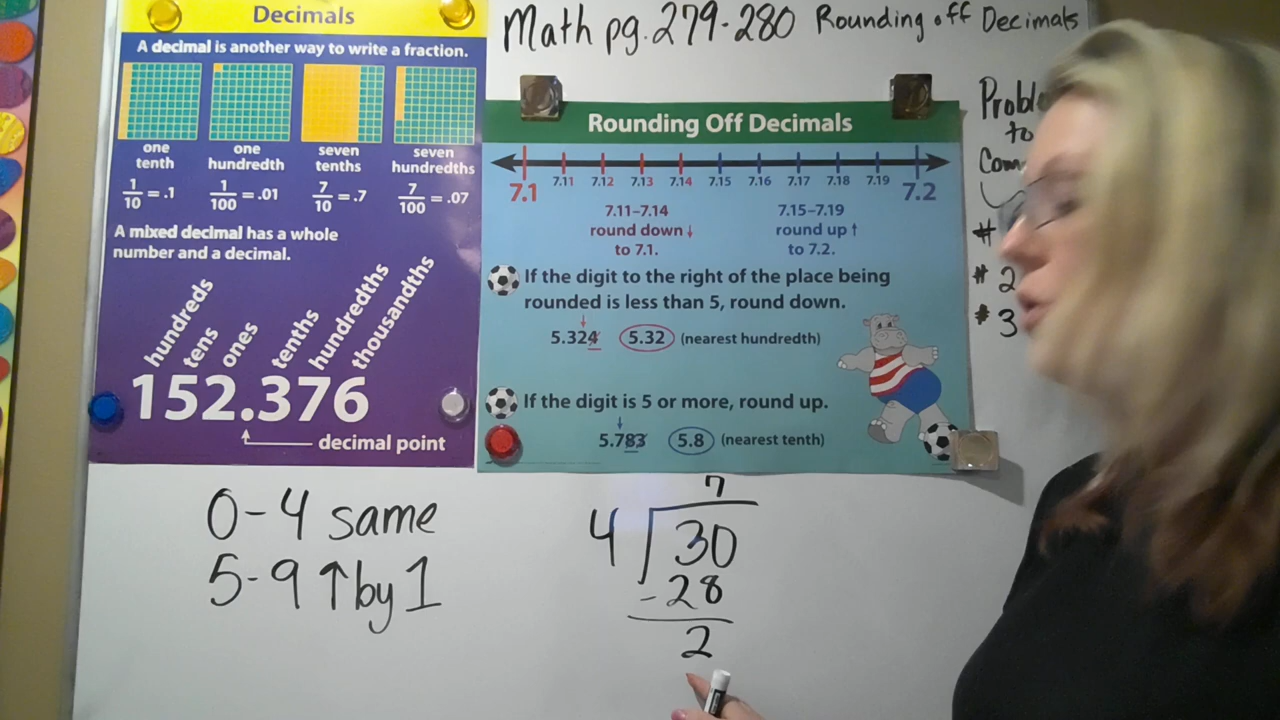 Math pg. 279-280 Rounding off Decimals
Decimals
A decimal is another way to write a fraction.
one tenth
1/10 = .1
one hundredth
1/100 = .01
seven tenths
7/10 = .7
seven hundredths
7/100 = .07
A mixed decimal has a whole
number and a decimal.
hundreds
tens
ones
tenths
hundredths
thousandths
152.376
decimal point
Rounding Off Decimals
7.1 7.11 7.12 7.13 7.14 7.15 7.16 7.17 7.18 7.19 7.2
7.11–7.14
round down ↓
to 7.1.
7.15–7.19
round up ↑
to 7.2.
If the digit to the right of the place being
rounded is less than 5, round down.
5.324 5.32 (nearest hundredth)
If the digit is 5 or more, round up.
5.783 5.8 (nearest tenth)
to
#
# 2
# 3
0-4 same
5-9 ↑ by 1
7
4 30
-28
2